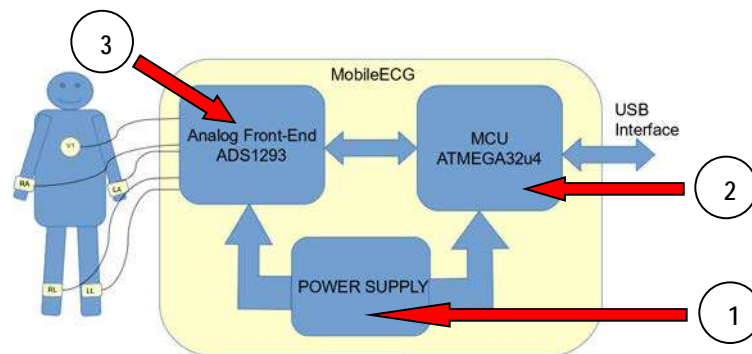 3
MobileECG
USB
Interface
Analog Front-End
ADS1293
MCU
ATMEGA32u4
V1
RA
LA
2
POWER SUPPLY
RL
LL
1